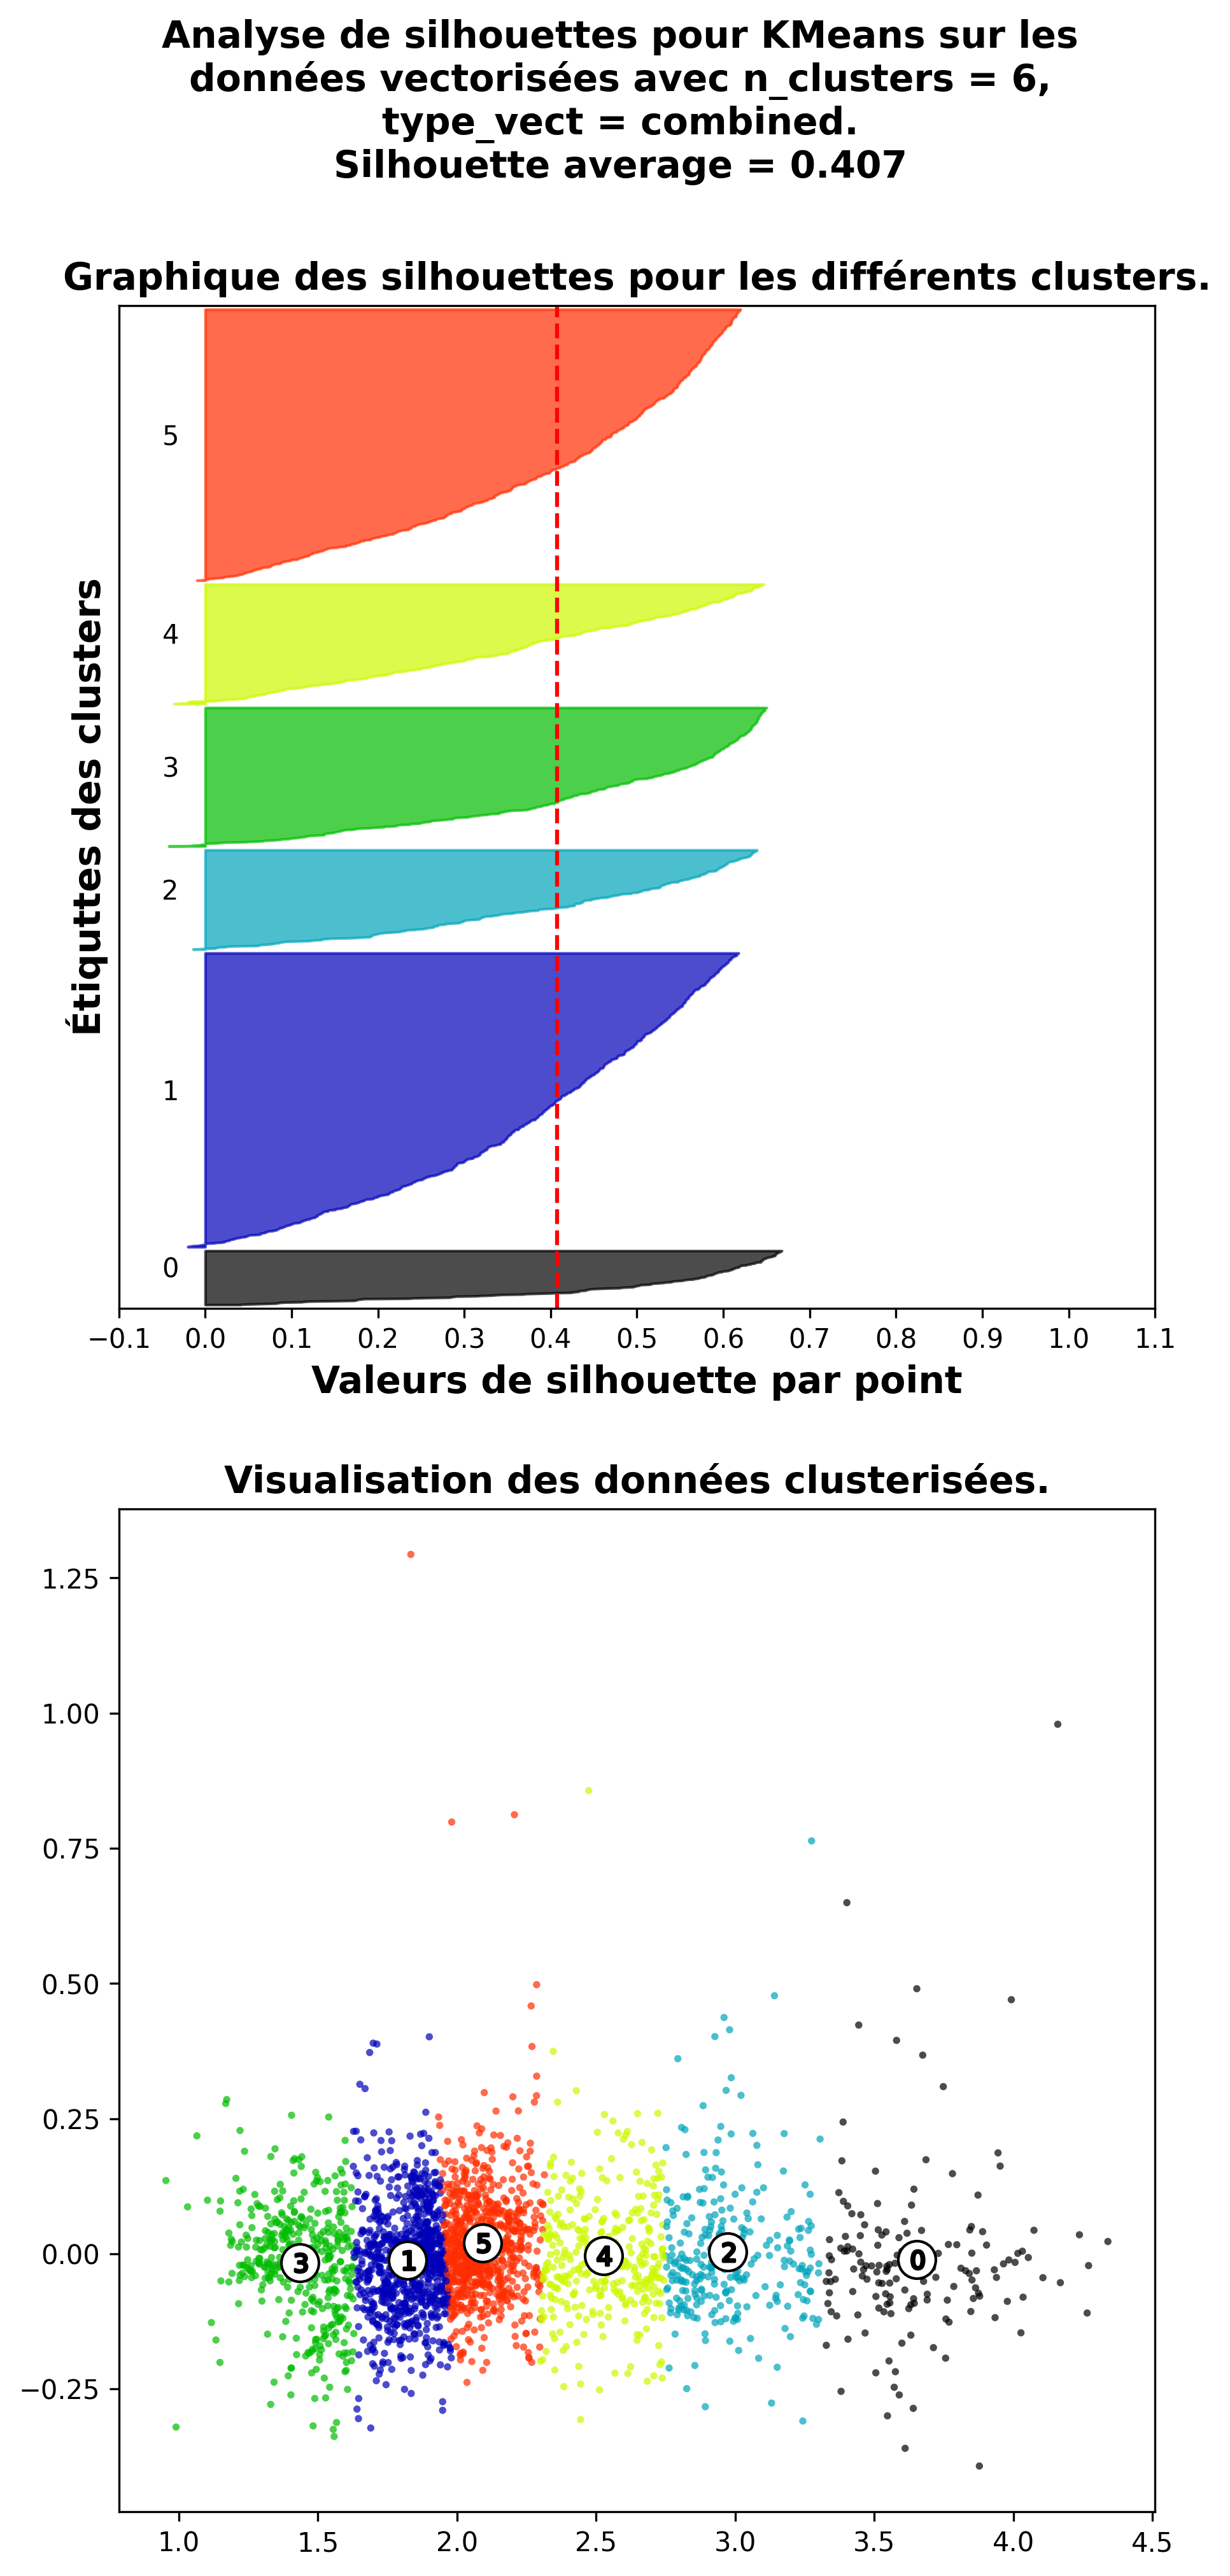 Analyse de silhouettes pour KMeans sur les
données vectorisées avec n_clusters = 6,
type_vect = combined.
Silhouette average = 0.407
Graphique des silhouettes pour les différents clusters.
5
4
3
2
1
0
Étiquttes des clusters
−0.1 0.0 0.1 0.2 0.3 0.4 0.5 0.6 0.7 0.8 0.9 1.0 1.1
Valeurs de silhouette par point
Visualisation des données clusterisées.
1.25
1.00
0.75
0.50
0.25
0.00
−0.25
3 1 5 4 2 0
1.0 1.5 2.0 2.5 3.0 3.5 4.0 4.5